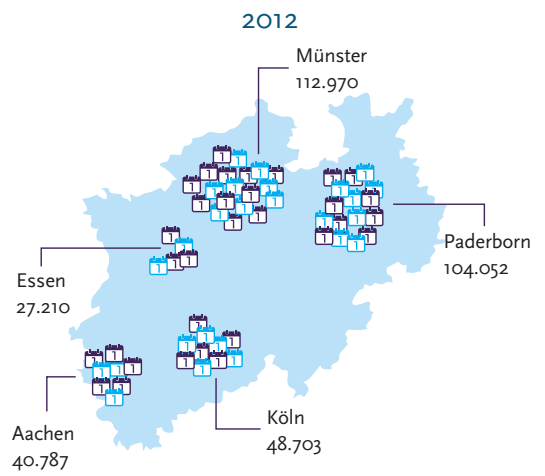 2012
Münster
112.970
Paderborn
104.052
Essen
27.210
Köln
48.703
Aachen
40.787